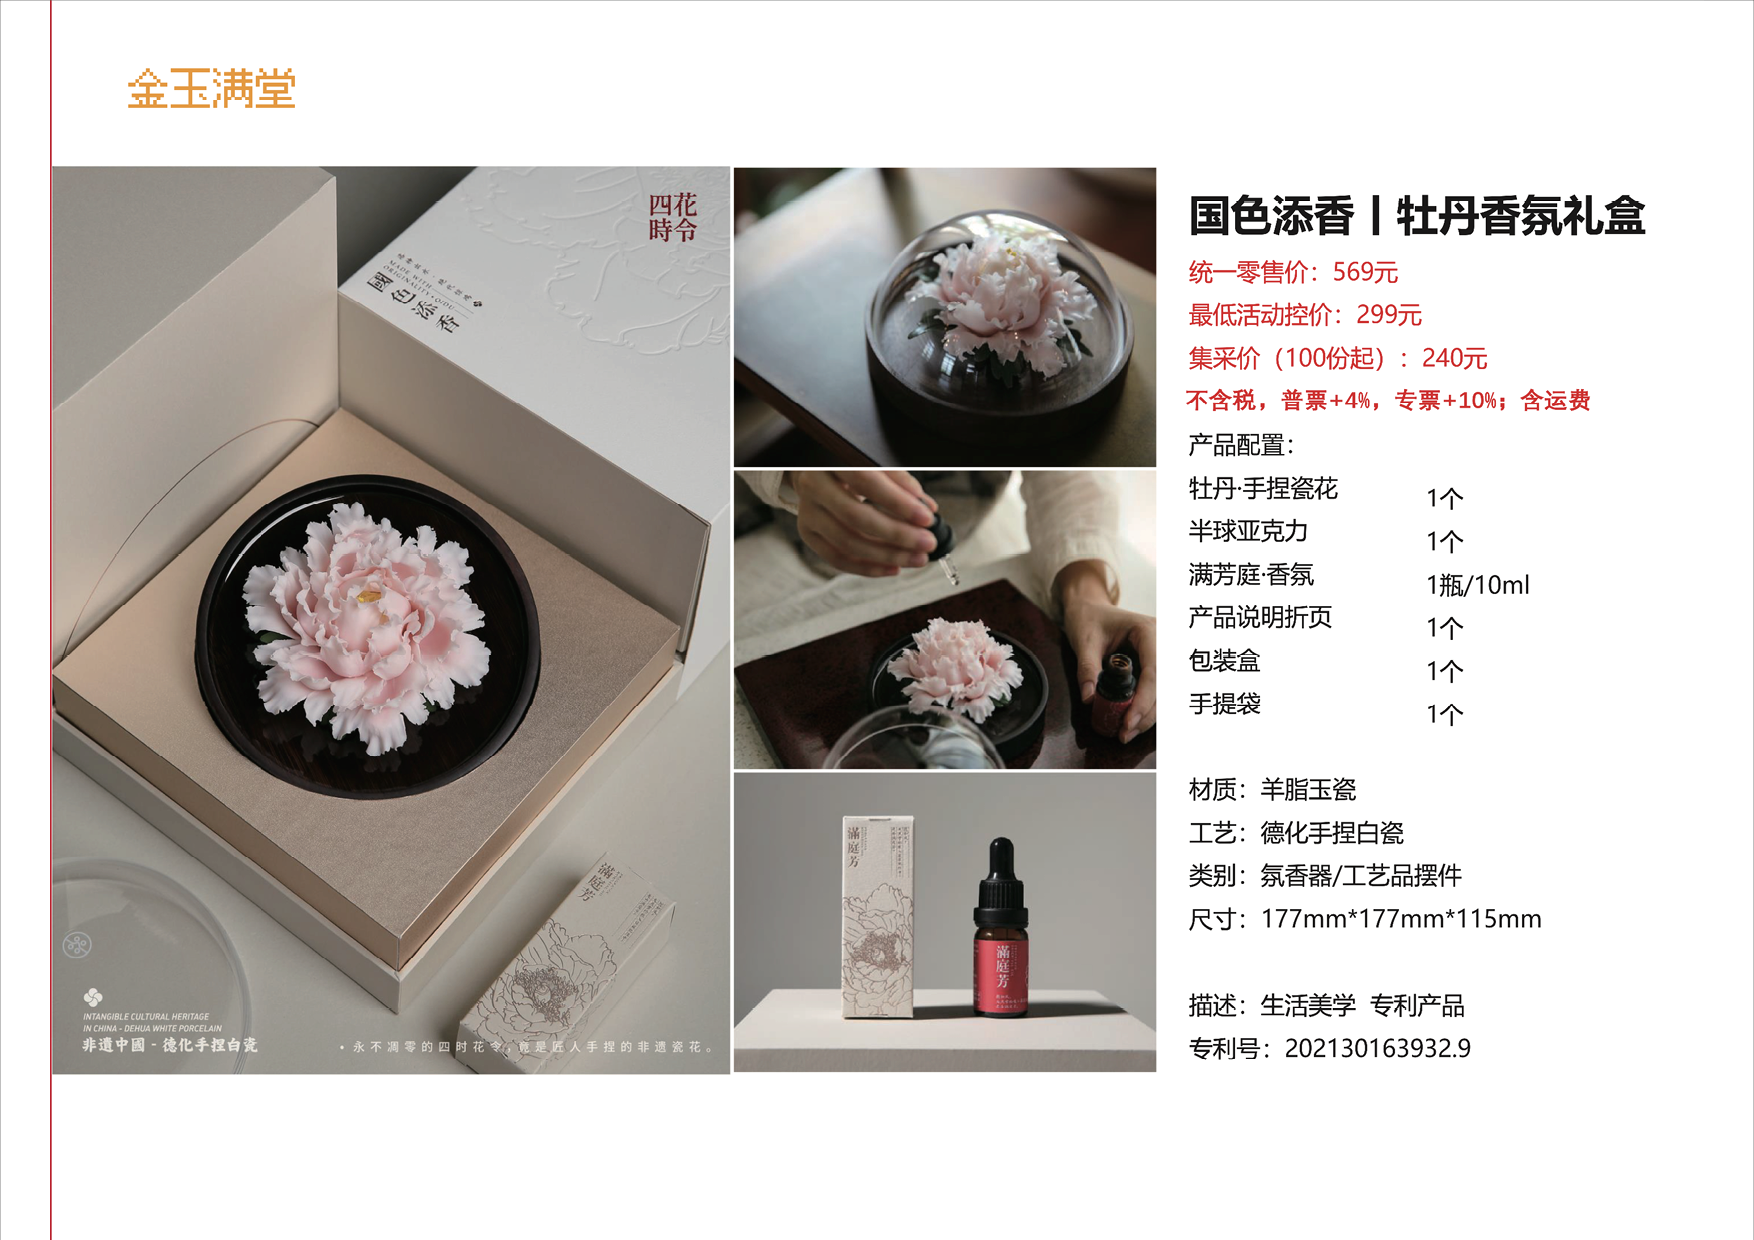 金玉满堂
四時花令
國色添香
MADE WITH
ORIGINALITY·QIDU
滿庭芳
INTANGIBLE CULTURAL HERITAGE
IN CHINA - DEHUA WHITE PORCELAIN
非遺中國 - 德化手捏白瓷
• 永不凋零的四时花令，竟是匠人手捏的非遗瓷花。
滿庭芳
滿庭芳
国色添香丨牡丹香氛礼盒
统一零售价：569元
最低活动控价：299元
集采价（100份起）：240元
不含税，普票+4%，专票+10%；含运费
产品配置：
牡丹·手捏瓷花 1个
半球亚克力 1个
满芳庭·香氛 1瓶/10ml
产品说明折页 1个
包装盒 1个
手提袋 1个
材质：羊脂玉瓷
工艺：德化手捏白瓷
类别：氛香器/工艺品摆件
尺寸：177mm*177mm*115mm
描述：生活美学 专利产品
专利号：202130163932.9